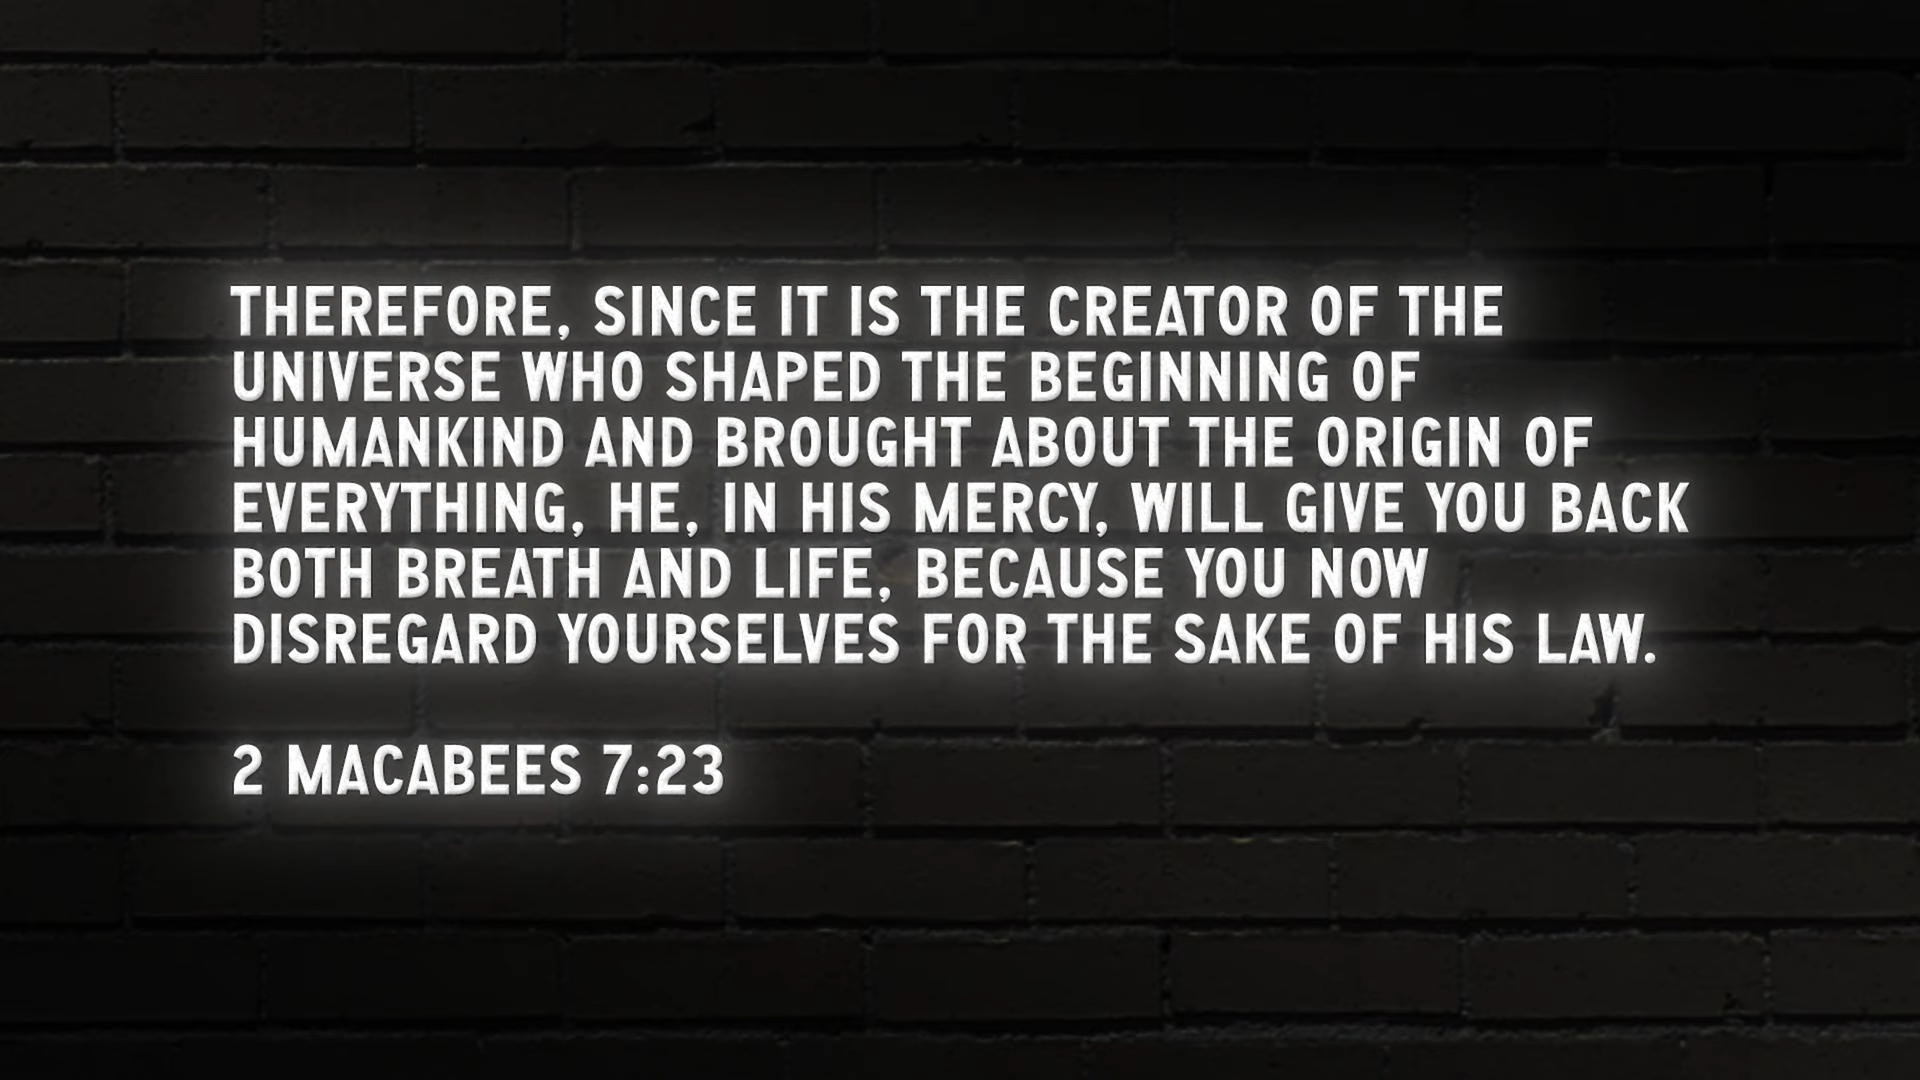 THEREFORE, SINCE IT IS THE CREATOR OF THE
UNIVERSE WHO SHAPED THE BEGINNING OF
HUMANKIND AND BROUGHT ABOUT THE ORIGIN OF
EVERYTHING, HE, IN HIS MERCY, WILL GIVE YOU BACK
BOTH BREATH AND LIFE, BECAUSE YOU NOW
DISREGARD YOURSELVES FOR THE SAKE OF HIS LAW.
2 MACABEES 7:23